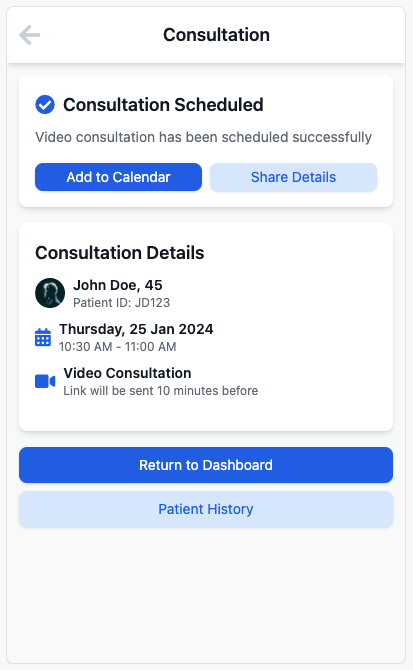 Consultation
Consultation Scheduled
Video consultation has been scheduled successfully
Add to Calendar
Share Details
Consultation Details
John Doe, 45
Patient ID: JD123
Thursday, 25 Jan 2024
10:30 AM - 11:00 AM
Video Consultation
Link will be sent 10 minutes before
Return to Dashboard
Patient History